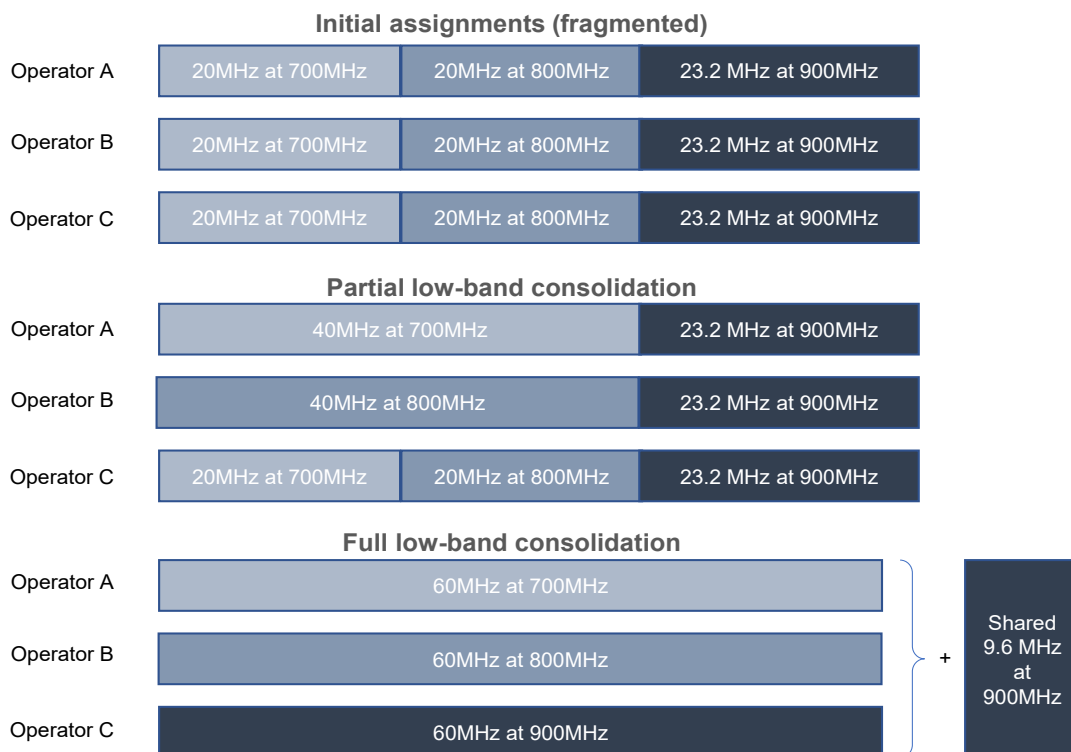 Initial assignments (fragmented)
Operator A
20MHz at 700MHz
20MHz at 800MHz
23.2 MHz at 900MHz
Operator B
20MHz at 700MHz
20MHz at 800MHz
23.2 MHz at 900MHz
Operator C
20MHz at 700MHz
20MHz at 800MHz
23.2 MHz at 900MHz
Partial low-band consolidation
Operator A
40MHz at 700MHz
23.2 MHz at 900MHz
Operator B
40MHz at 800MHz
23.2 MHz at 900MHz
Operator C
20MHz at 700MHz
20MHz at 800MHz
23.2 MHz at 900MHz
Full low-band consolidation
Operator A
60MHz at 700MHz
Operator B
60MHz at 800MHz
Operator C
60MHz at 900MHz
+
Shared
9.6 MHz
at
900MHz